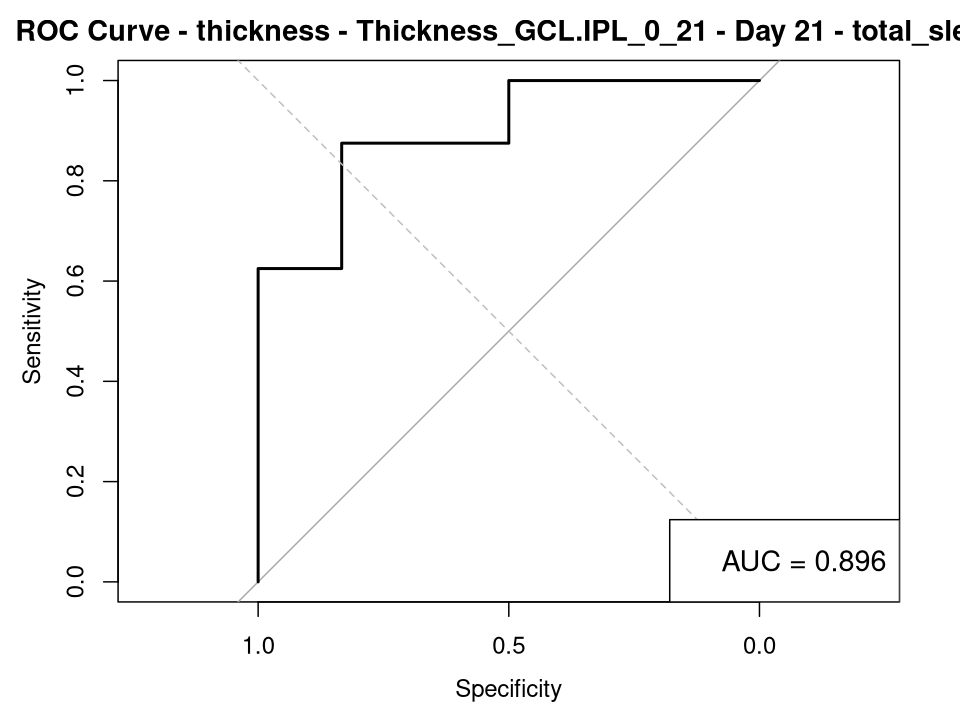 ROC Curve - thickness - Thickness_GCL.IPL_0_21 - Day 21 - total_sle
1.0
0.8
0.6
0.4
0.2
0.0
Sensitivity
AUC = 0.896
1.0 0.5 0.0
Specificity